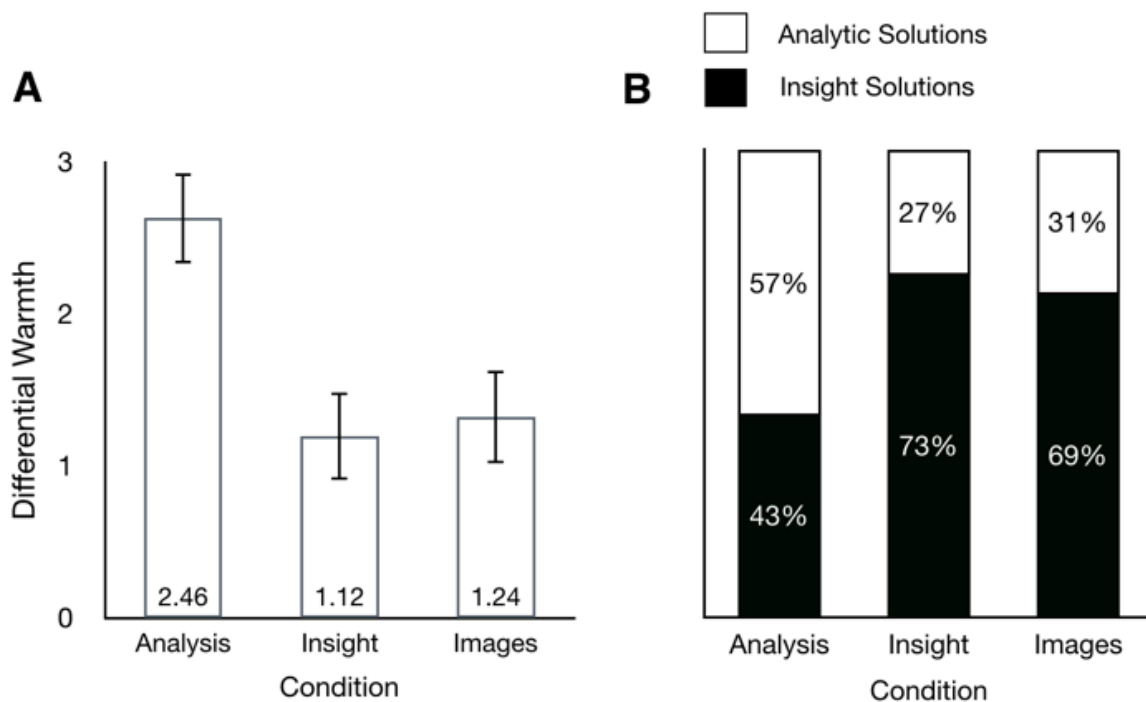 A
3
2
1
0
Differential Warmth
2.46
1.12
1.24
Analysis
Insight
Images
Condition
Analytic Solutions
Insight Solutions
B
57%
43%
27%
73%
31%
69%
Analysis
Insight
Images
Condition